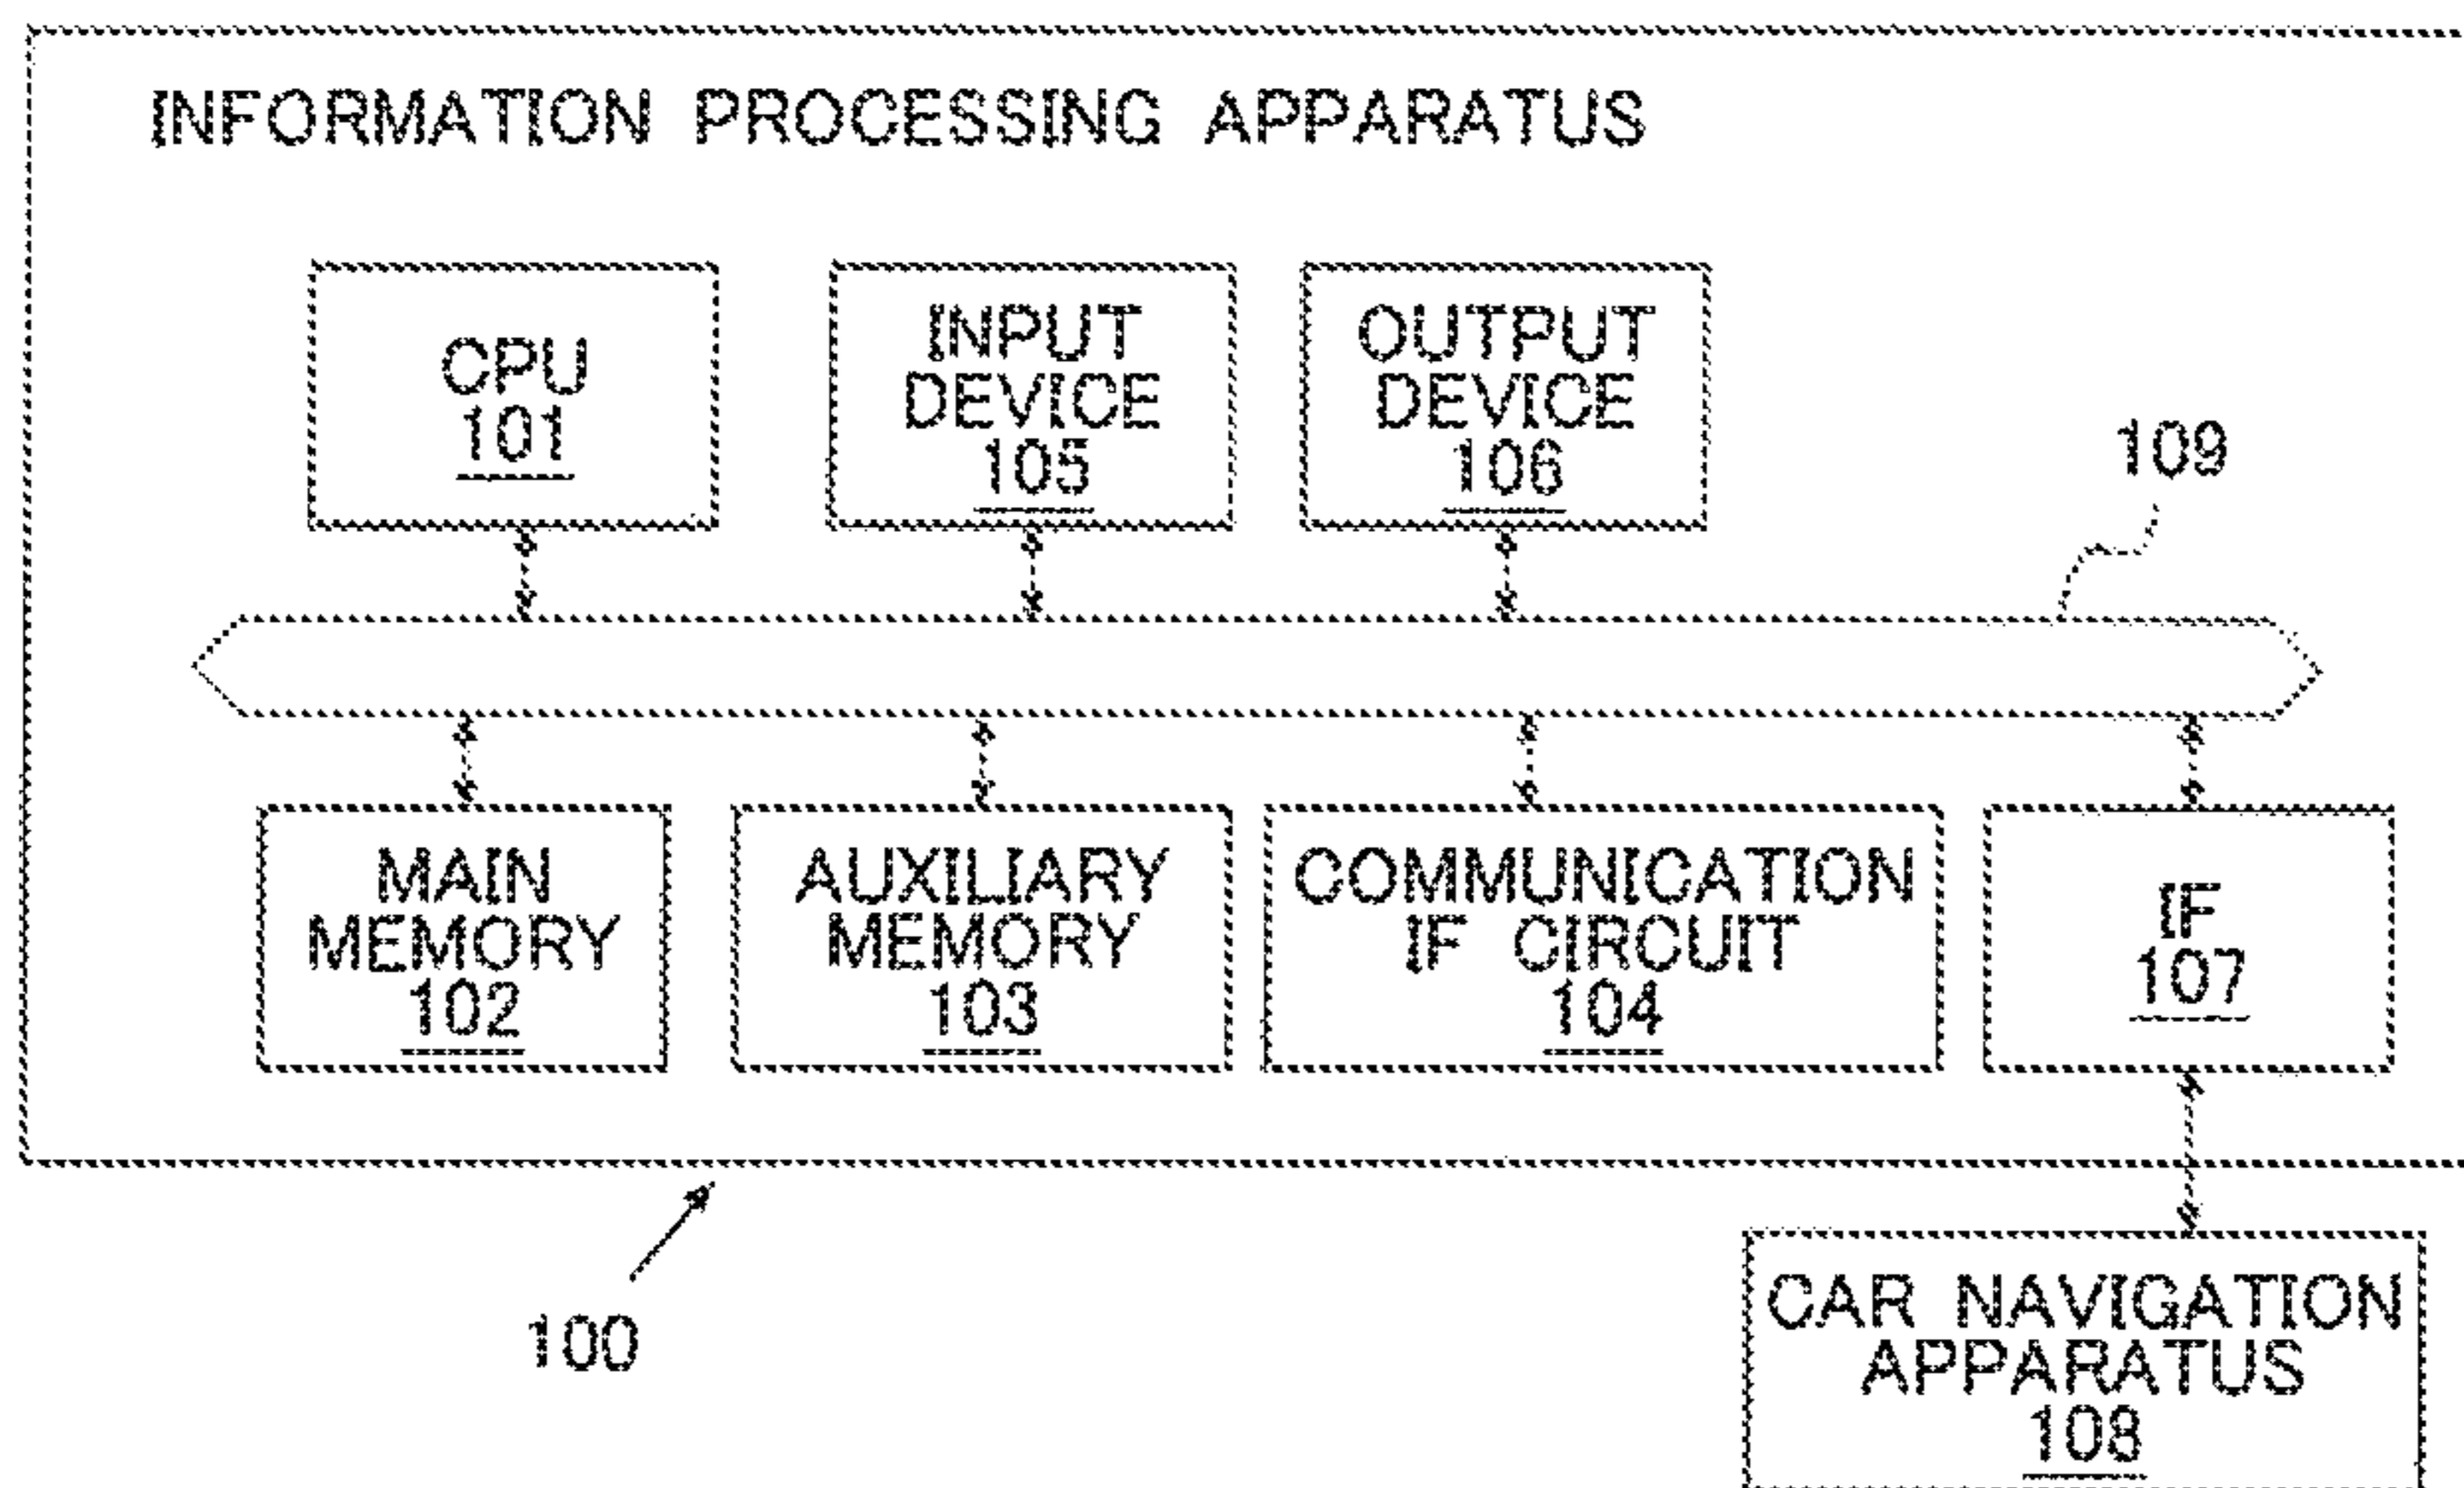 INFORMATION PROCESSING APPARATUS
CPU
101
INPUT
DEVICE
105
OUTPUT
DEVICE
106
109
MAIN
MEMORY
102
AUXILIARY
MEMORY
103
COMMUNICATION
IF CIRCUIT
104
IF
107
100
CAR NAVIGATION
APPARATUS
108